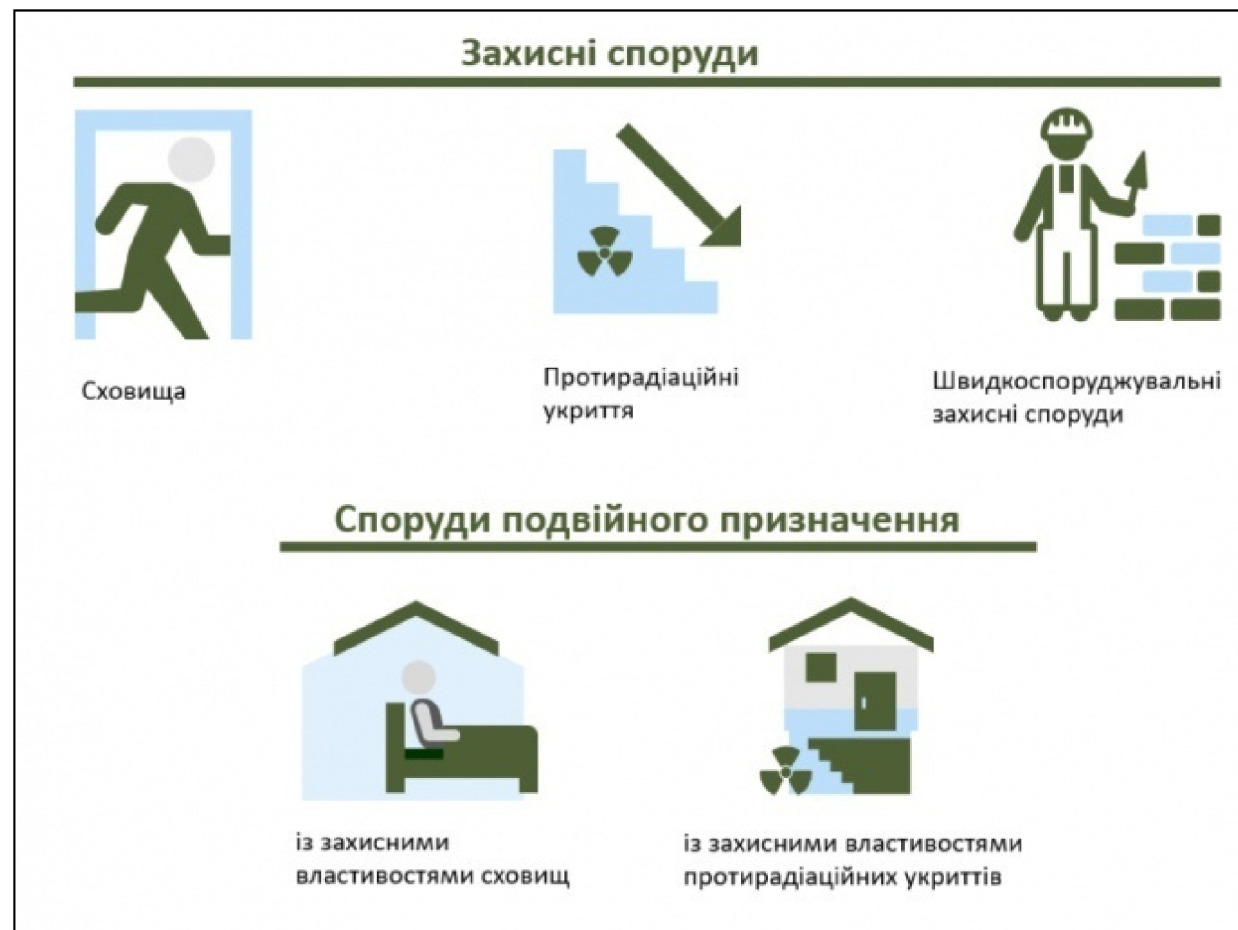 Захисні споруди
Сховища
Протирадіаційні
укриття
Швидкоспоруджувальні
захисні споруди
Споруди подвійного призначення
із захисними
властивостями сховищ
із захисними властивостями
протирадіаційних укриттів